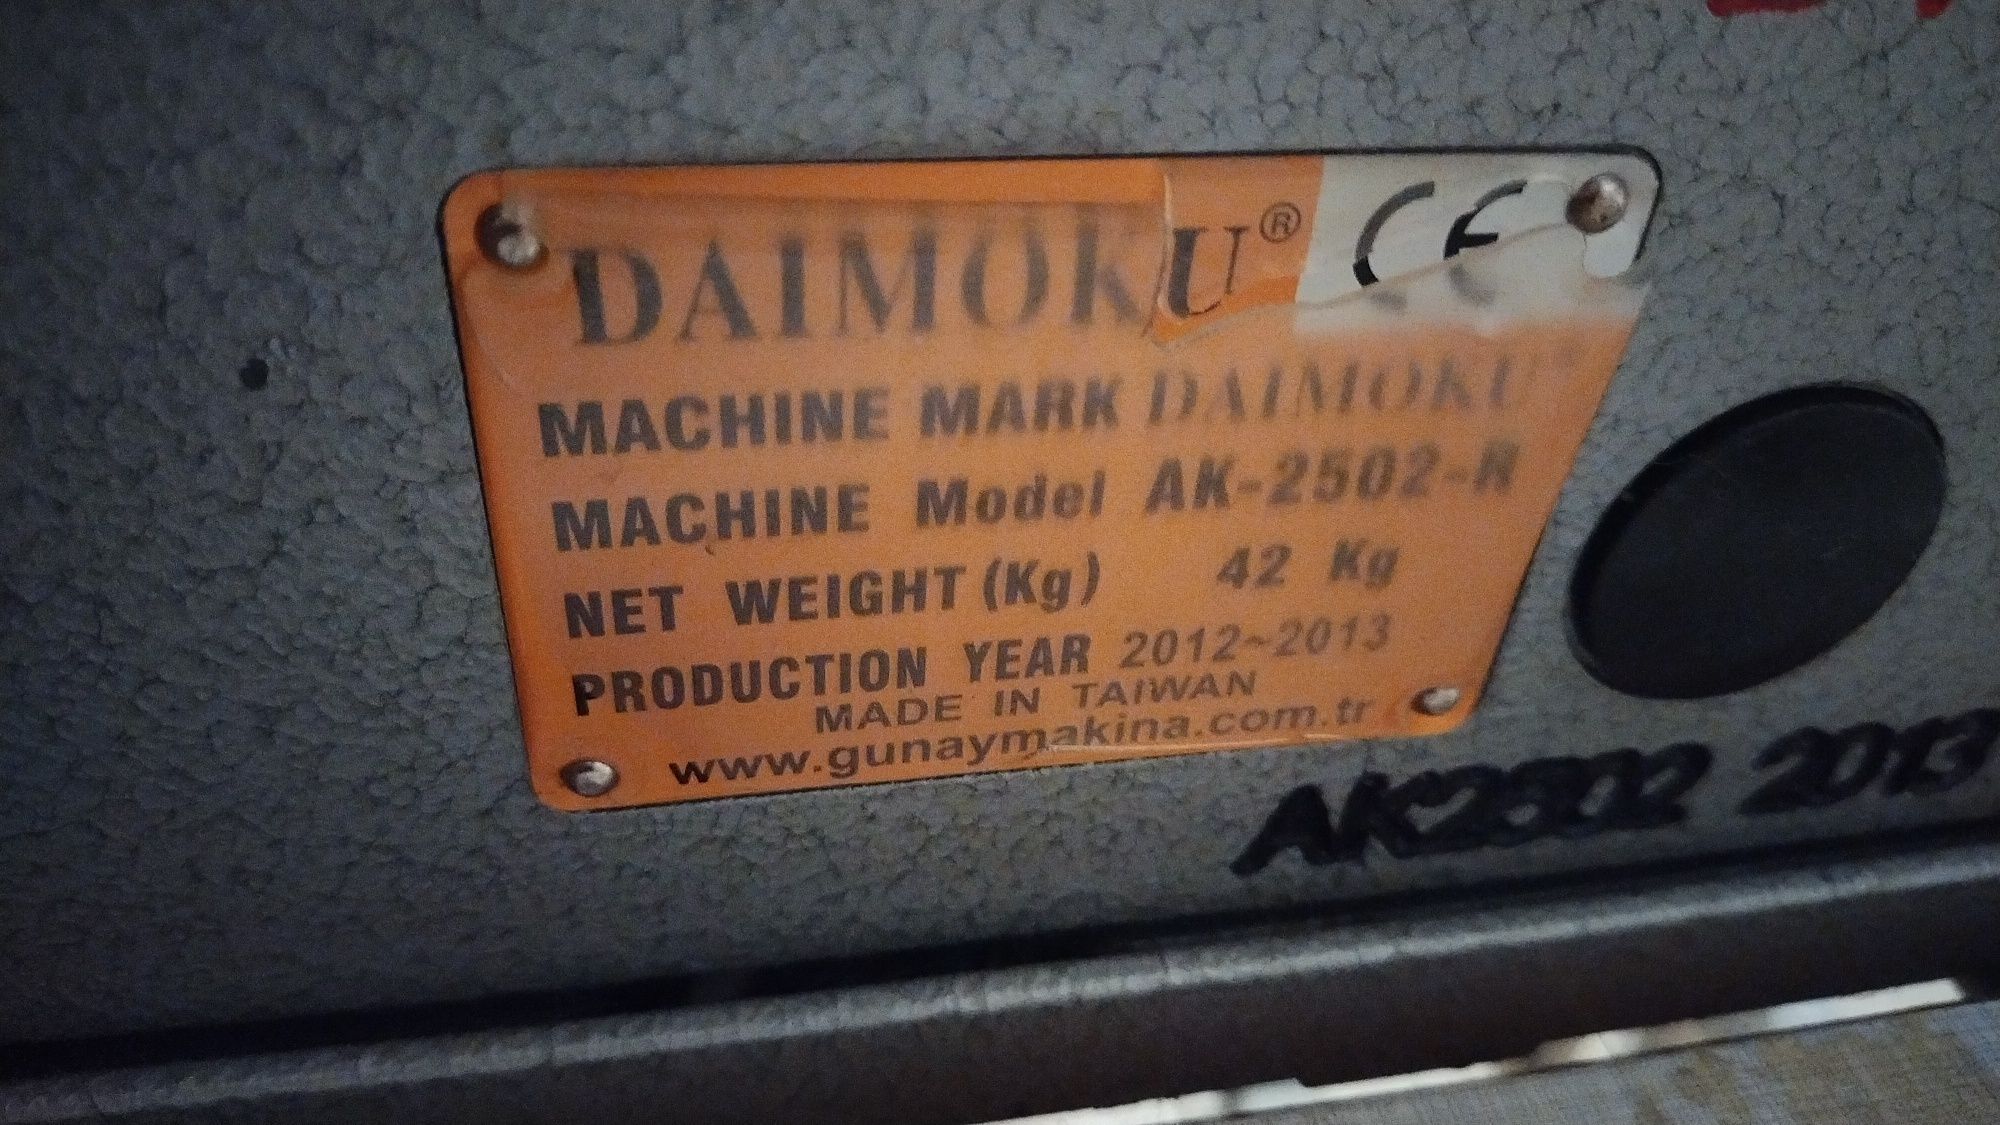 DAIMOKU® CE
MACHINE MARK DAIMOKU
MACHINE Model AK-2502-R
NET WEIGHT (Kg) 42 Kg
PRODUCTION YEAR 2012~2013
MADE IN TAIWAN
www.gunaymakina.com.tr
AK2502 2013